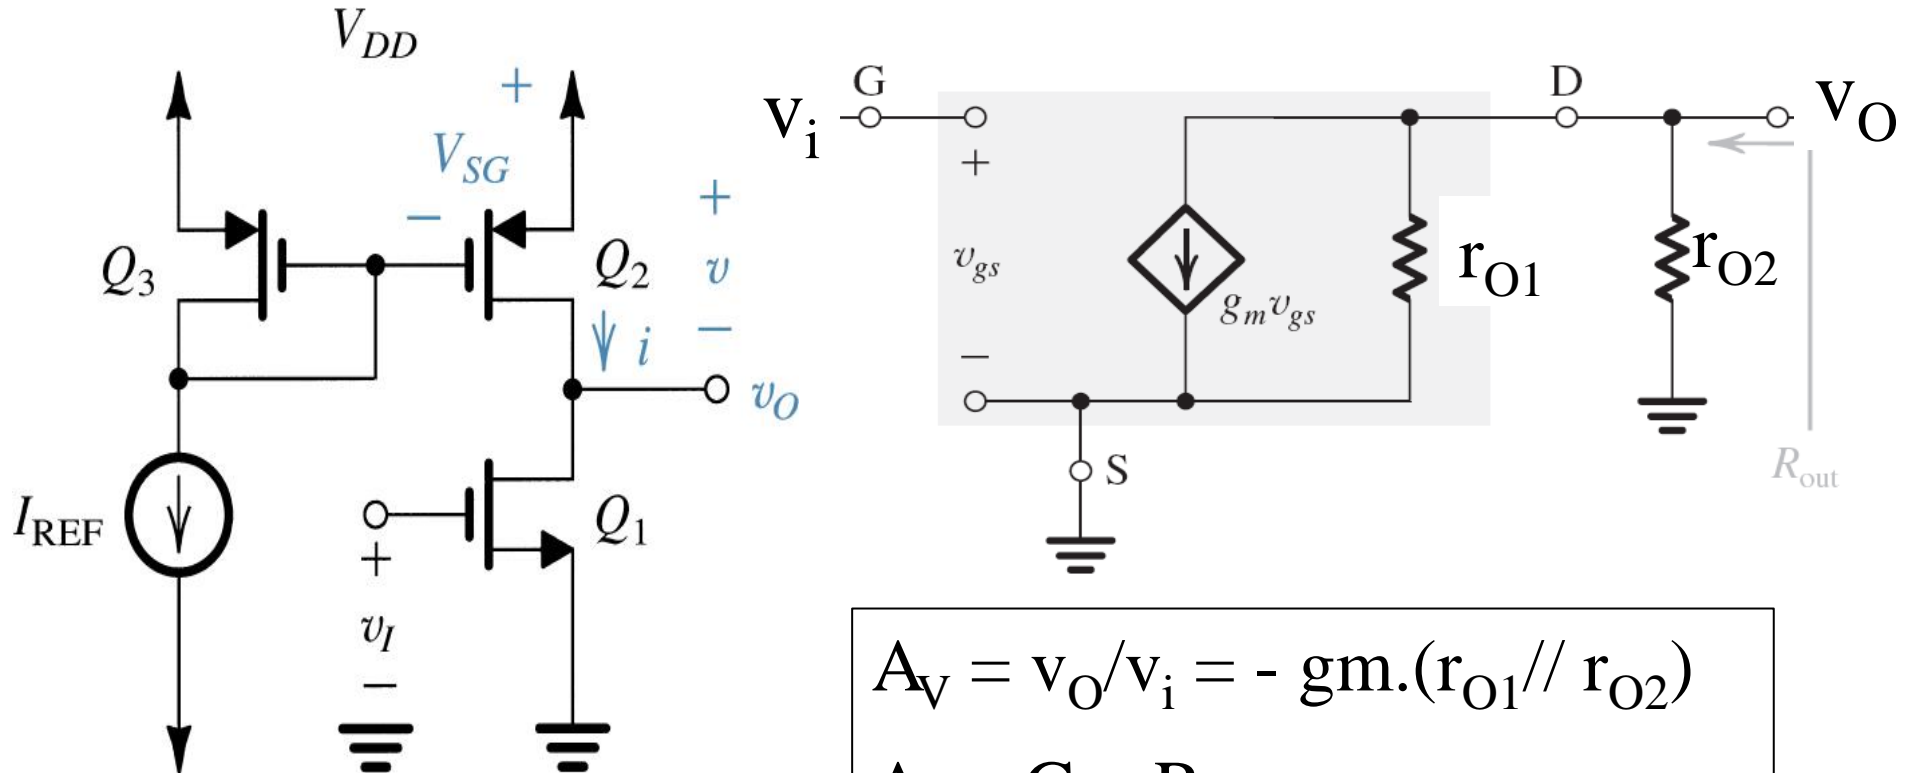 V_DD
+
V_SG
−
+
v
−
Q_3
Q_2
i
v_O
I_REF
Q_1
+
v_I
−
v_i
G
+
v_gs
−
g_m v_gs
S
r_O1
D
r_O2
v_O
R_out
A_V = v_O/v_i = - gm.(r_O1// r_O2)